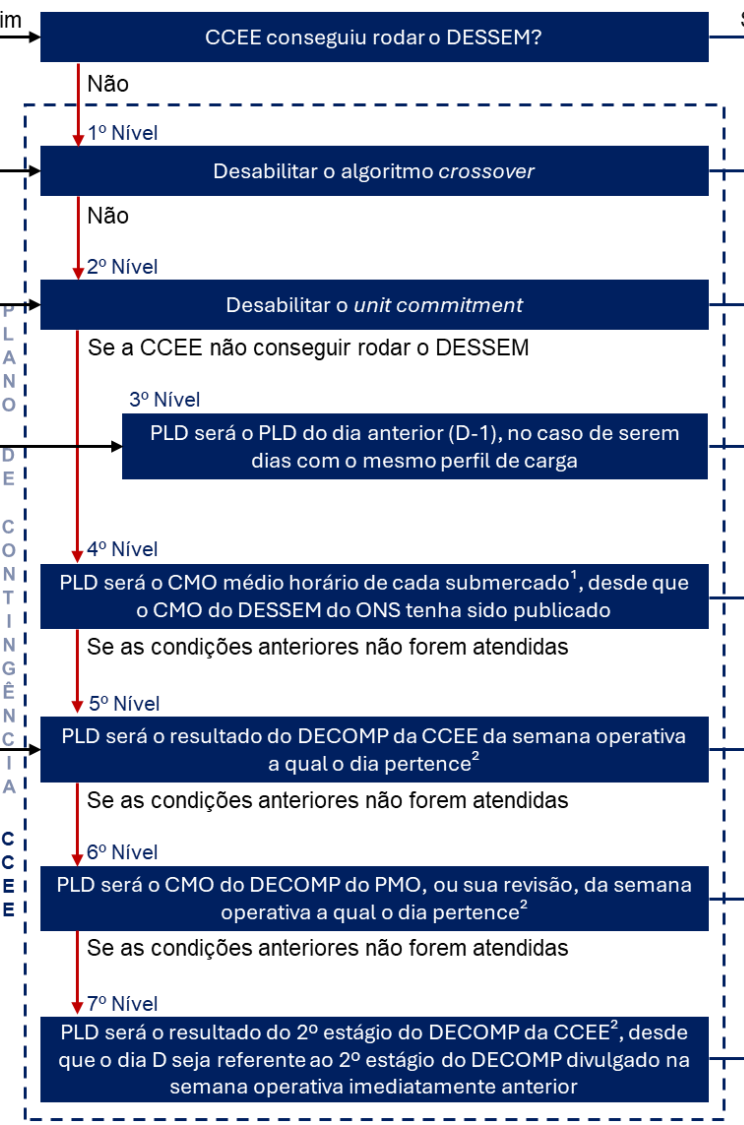 im
CCEE conseguiu rodar o DESSEM?
S
Não
1º Nível
Desabilitar o algoritmo crossover
Não
2º Nível
Desabilitar o unit commitment
Se a CCEE não conseguir rodar o DESSEM
3º Nível
PLD será o PLD do dia anterior (D-1), no caso de serem
dias com o mesmo perfil de carga
4º Nível
PLD será o CMO médio horário de cada submercado¹, desde que
o CMO do DESSEM do ONS tenha sido publicado
Se as condições anteriores não forem atendidas
5º Nível
PLD será o resultado do DECOMP da CCEE da semana operativa
a qual o dia pertence²
Se as condições anteriores não forem atendidas
6º Nível
PLD será o CMO do DECOMP do PMO, ou sua revisão, da semana
operativa a qual o dia pertence²
Se as condições anteriores não forem atendidas
7º Nível
PLD será o resultado do 2º estágio do DECOMP da CCEE², desde
que o dia D seja referente ao 2º estágio do DECOMP divulgado na
semana operativa imediatamente anterior
PLANO DE CONTINGÊNCIA CCEE